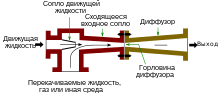 Сопло движущей
жидкости
Сходящееся
входное сопло
Диффузор
Движущая
жидкость
Выход
Горловина
диффузора
Перекачиваемые жидкость,
газ или иная среда